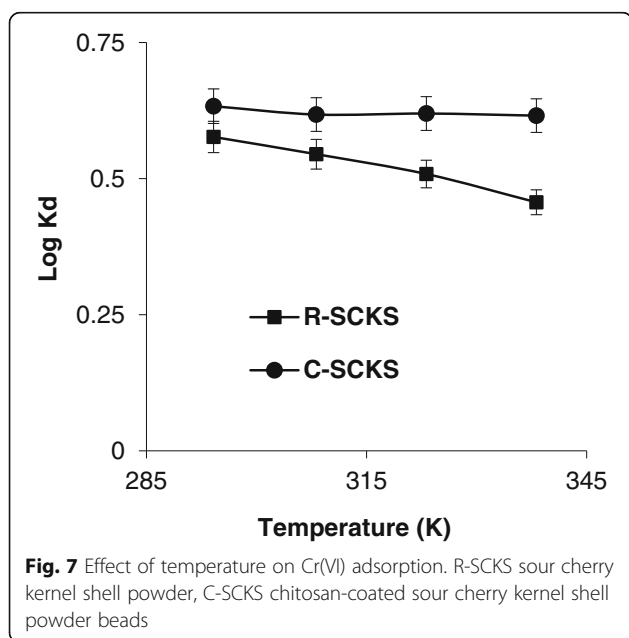 0.75
0.5
0.25
0
Log Kd
R-SCKS
C-SCKS
285
315
345
Temperature (K)
Fig. 7 Effect of temperature on Cr(VI) adsorption. R-SCKS sour cherry
kernel shell powder, C-SCKS chitosan-coated sour cherry kernel shell
powder beads